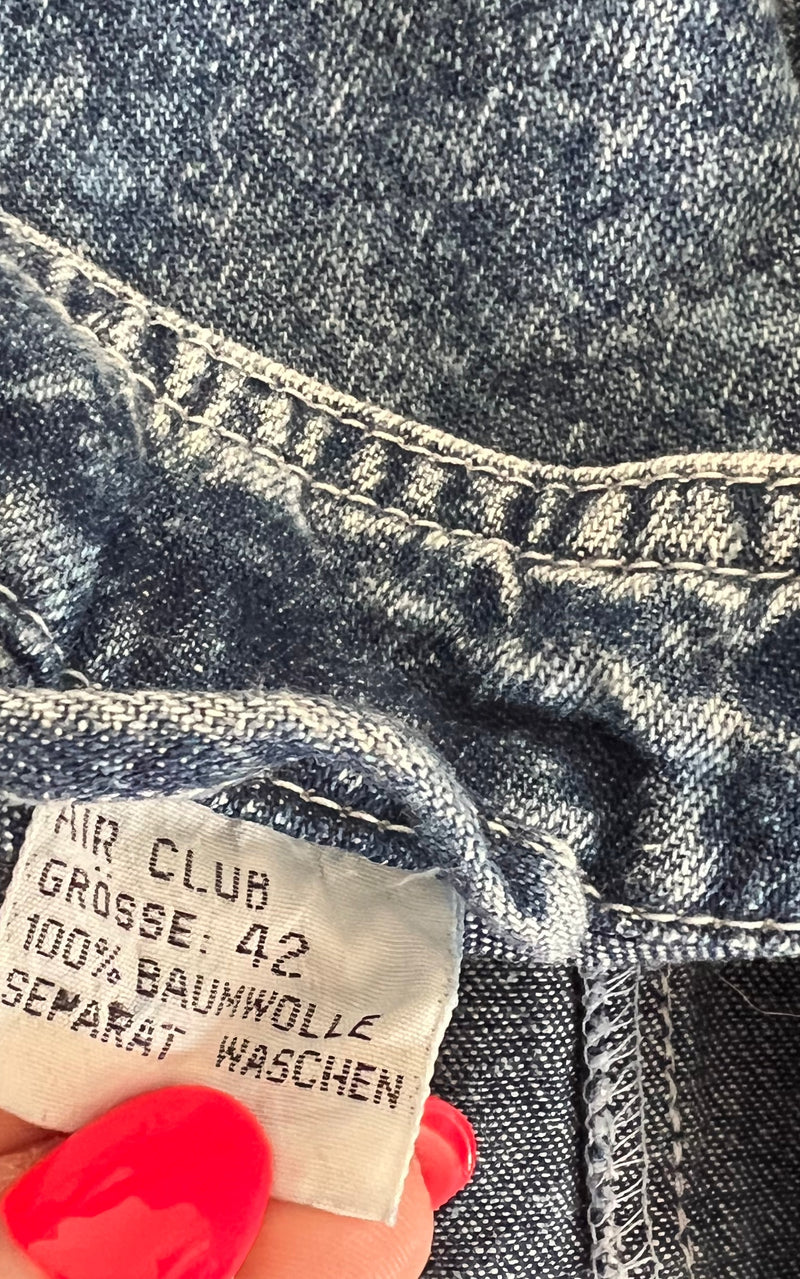 AIR CLUB
GRÖSSE: 42
100% BAUMWOLLE
SEPARAT WASCHEN